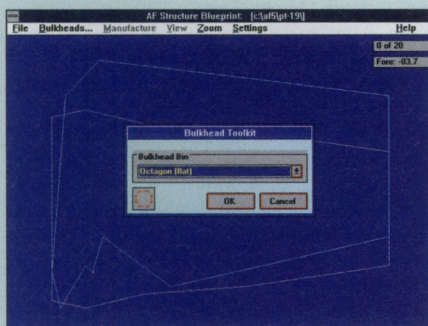 AF Structure Blueprint: [c:\af5\pt-19\]
File Bulkheads... Manufacture View Zoom Settings Help
0 of 20
Fore: -03.7
Bulkhead Toolkit
Bulkhead Bin
Octagon (flat)
OK Cancel